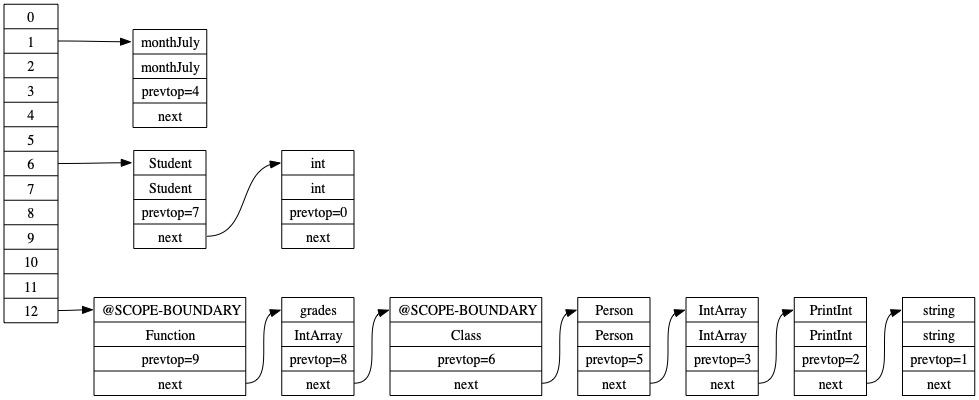 0
1
2
3
4
5
6
7
8
9
10
11
12
monthJuly
monthJuly
prevtop=4
next
Student
Student
prevtop=7
next
int
int
prevtop=0
next
@SCOPE-BOUNDARY
Function
prevtop=9
next
grades
IntArray
prevtop=8
next
@SCOPE-BOUNDARY
Class
prevtop=6
next
Person
Person
prevtop=5
next
IntArray
IntArray
prevtop=3
next
PrintInt
PrintInt
prevtop=2
next
string
string
prevtop=1
next